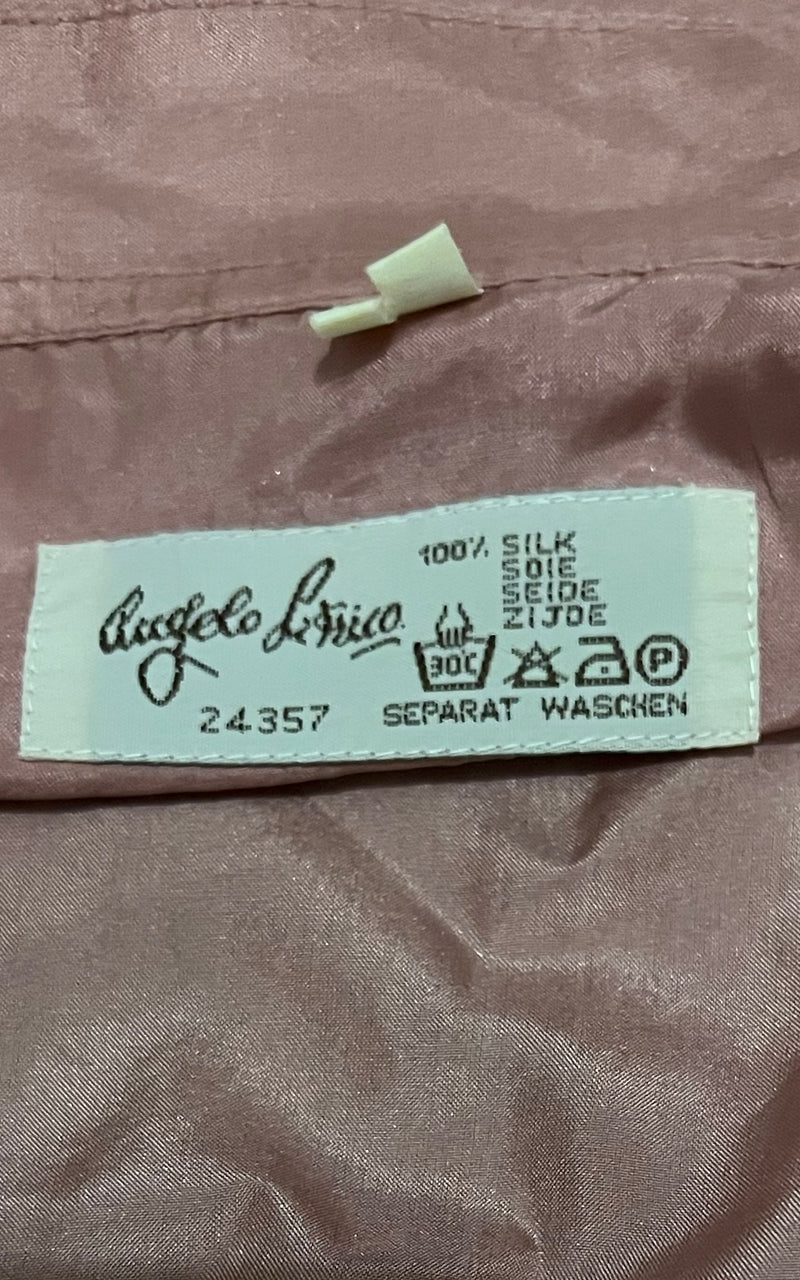 Angelo Litrico
100% SILK
SOIE
SEIDE
ZIJDE
30C
P
24357
SEPARAT WASCHEN